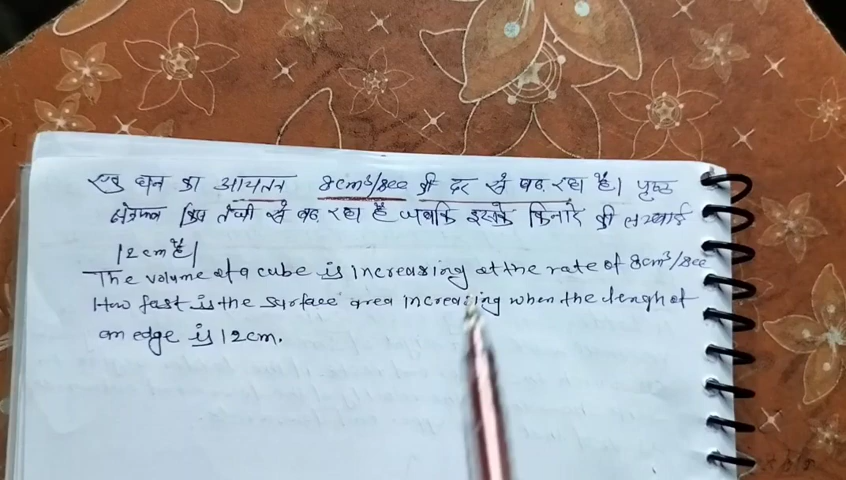 एक घन का आयतन 8cm³/sec की दर से बढ़ रहा है। पृष्ठ
क्षेत्रफल किस तेजी से बढ़ रहा है जबकि इसके किनारे की लम्बाई
12cm है।
The volume of a cube is increasing at the rate of 8cm³/sec
How fast is the surface area increasing when the lengh of
an edge is 12cm.